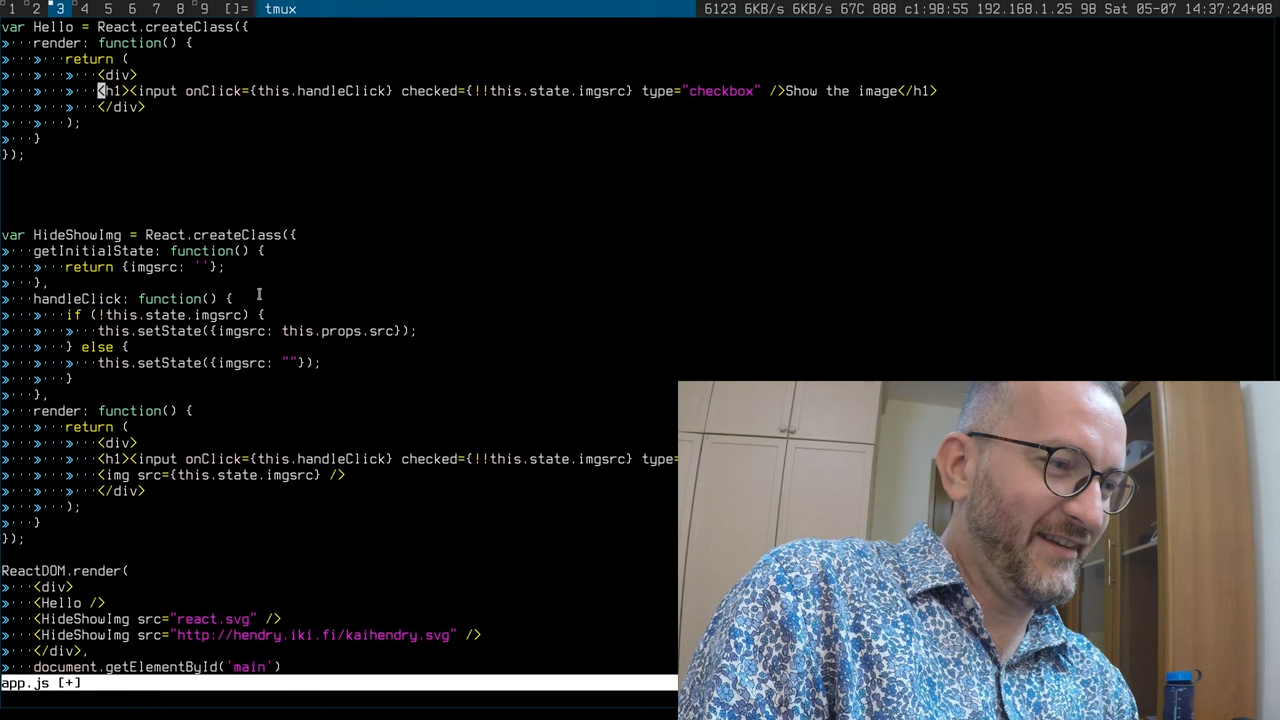 1 2 3 4 5 6 7 8 9 []= tmux 6123 6KB/s 6KB/s 67C 888 c1:98:55 192.168.1.25 98 Sat 05-07 14:37:24+08
var Hello = React.createClass({
»···render: function() {
»···»···return (
»···»···»···<div>
»···»···»···<h1><input onClick={this.handleClick} checked={!!this.state.imgsrc} type="checkbox" />Show the image</h1>
»···»···»···</div>
»···»···);
»···}
});
var HideShowImg = React.createClass({
»···getInitialState: function() {
»···»···return {imgsrc: ''};
»···},
»···handleClick: function() {
»···»···if (!this.state.imgsrc) {
»···»···»···this.setState({imgsrc: this.props.src});
»···»···} else {
»···»···»···this.setState({imgsrc: ""});
»···»···}
»···},
»···render: function() {
»···»···return (
»···»···»···<div>
»···»···»···<h1><input onClick={this.handleClick} checked={!!this.state.imgsrc} type=
»···»···»···<img src={this.state.imgsrc} />
»···»···»···</div>
»···»···);
»···}
});
ReactDOM.render(
»···<div>
»···<Hello />
»···<HideShowImg src="react.svg" />
»···<HideShowImg src="http://hendry.iki.fi/kaihendry.svg" />
»···</div>,
»···document.getElementById('main')
app.js [+]